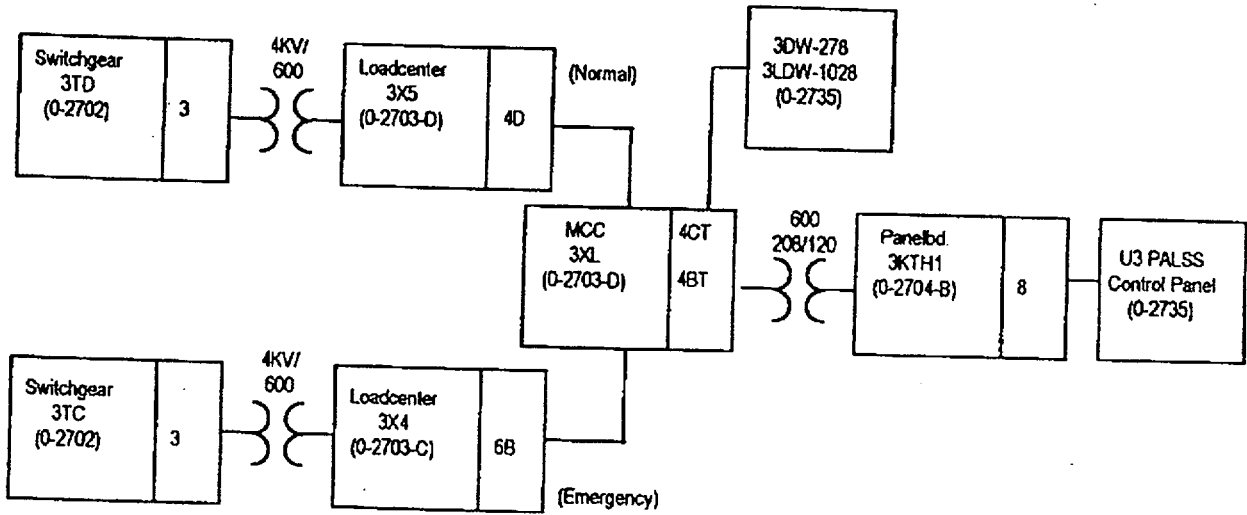 Switchgear
3TD
(0-2702)
3
4KV/
600
Loadcenter
3X5
(0-2703-D)
4D
(Normal)
3DW-278
3LDW-1028
(0-2735)
MCC
3XL
(0-2703-D)
4CT
4BT
600
208/120
Panelbd.
3KTH1
(0-2704-B)
8
U3 PALSS
Control Panel
(0-2735)
Switchgear
3TC
(0-2702)
3
4KV/
600
Loadcenter
3X4
(0-2703-C)
6B
(Emergency)